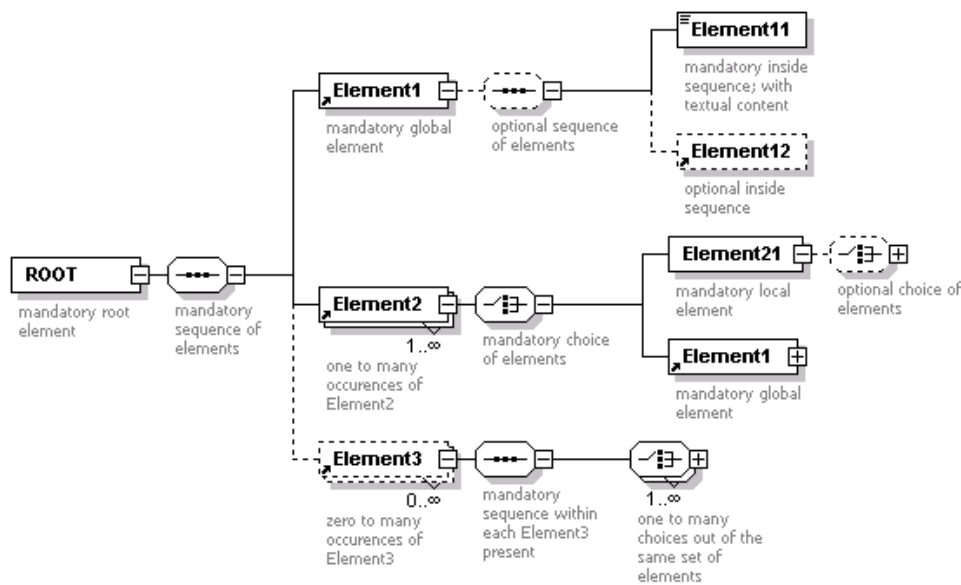 Element11
mandatory inside
sequence; with
textual content
Element1
mandatory global
element
optional sequence
of elements
Element12
optional inside
sequence
ROOT
mandatory root
element
mandatory
sequence of
elements
Element2
1..∞
one to many
occurences of
Element2
mandatory choice
of elements
Element21
mandatory local
element
optional choice of
elements
Element1
mandatory global
element
Element3
0..∞
zero to many
occurences of
Element3
mandatory
sequence within
each Element3
present
1..∞
one to many
choices out of the
same set of
elements